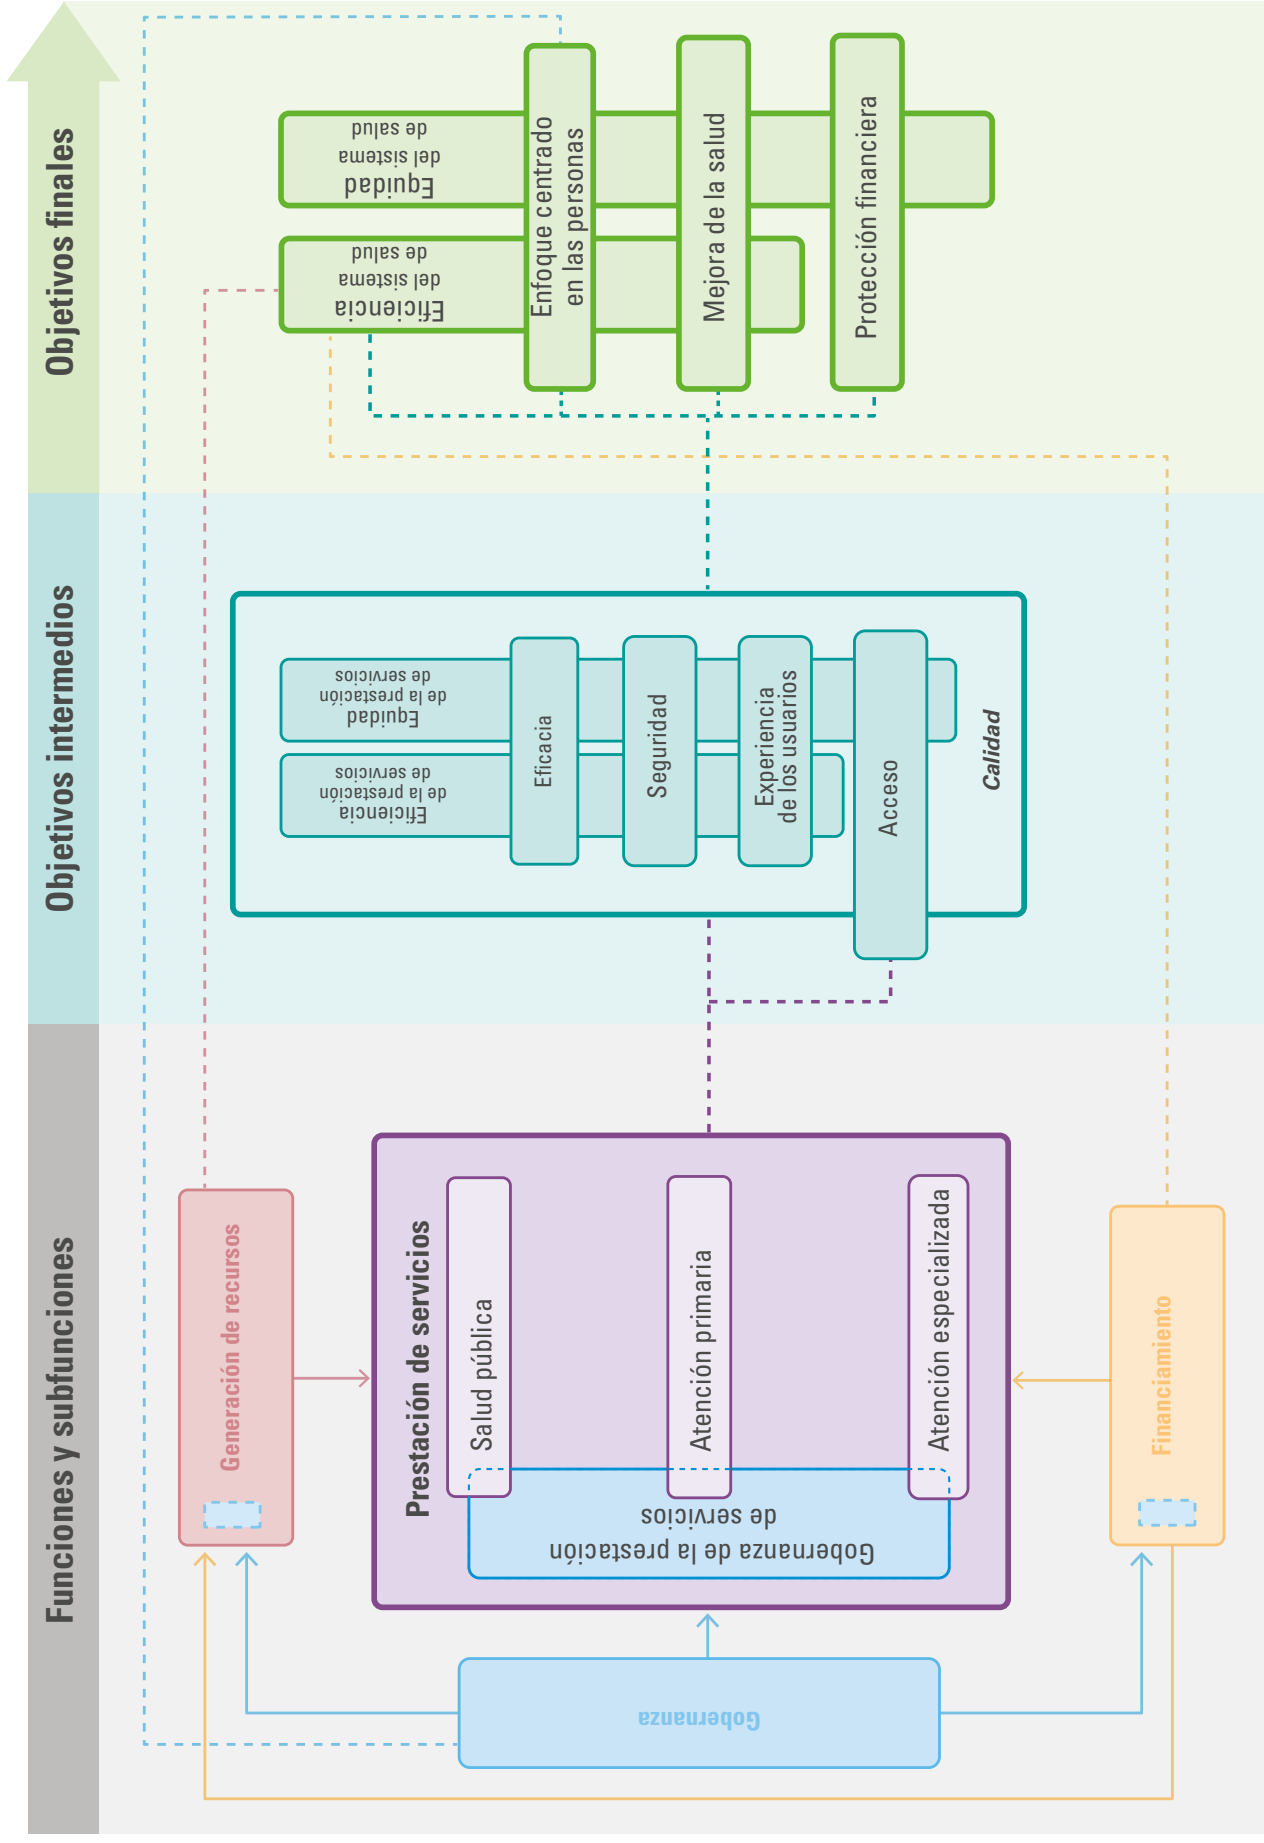 Funciones y subfunciones
Objetivos intermedios
Objetivos finales
Gobernanza
Generación de recursos
Prestación de servicios
Gobernanza de la prestación
de servicios
Salud pública
Atención primaria
Atención especializada
Financiamiento
Eficiencia
de la prestación
de servicios
Equidad
de la prestación
de servicios
Eficacia
Seguridad
Experiencia
de los usuarios
Acceso
Calidad
Eficiencia
del sistema
de salud
Equidad
del sistema
de salud
Enfoque centrado
en las personas
Mejora de la salud
Protección financiera